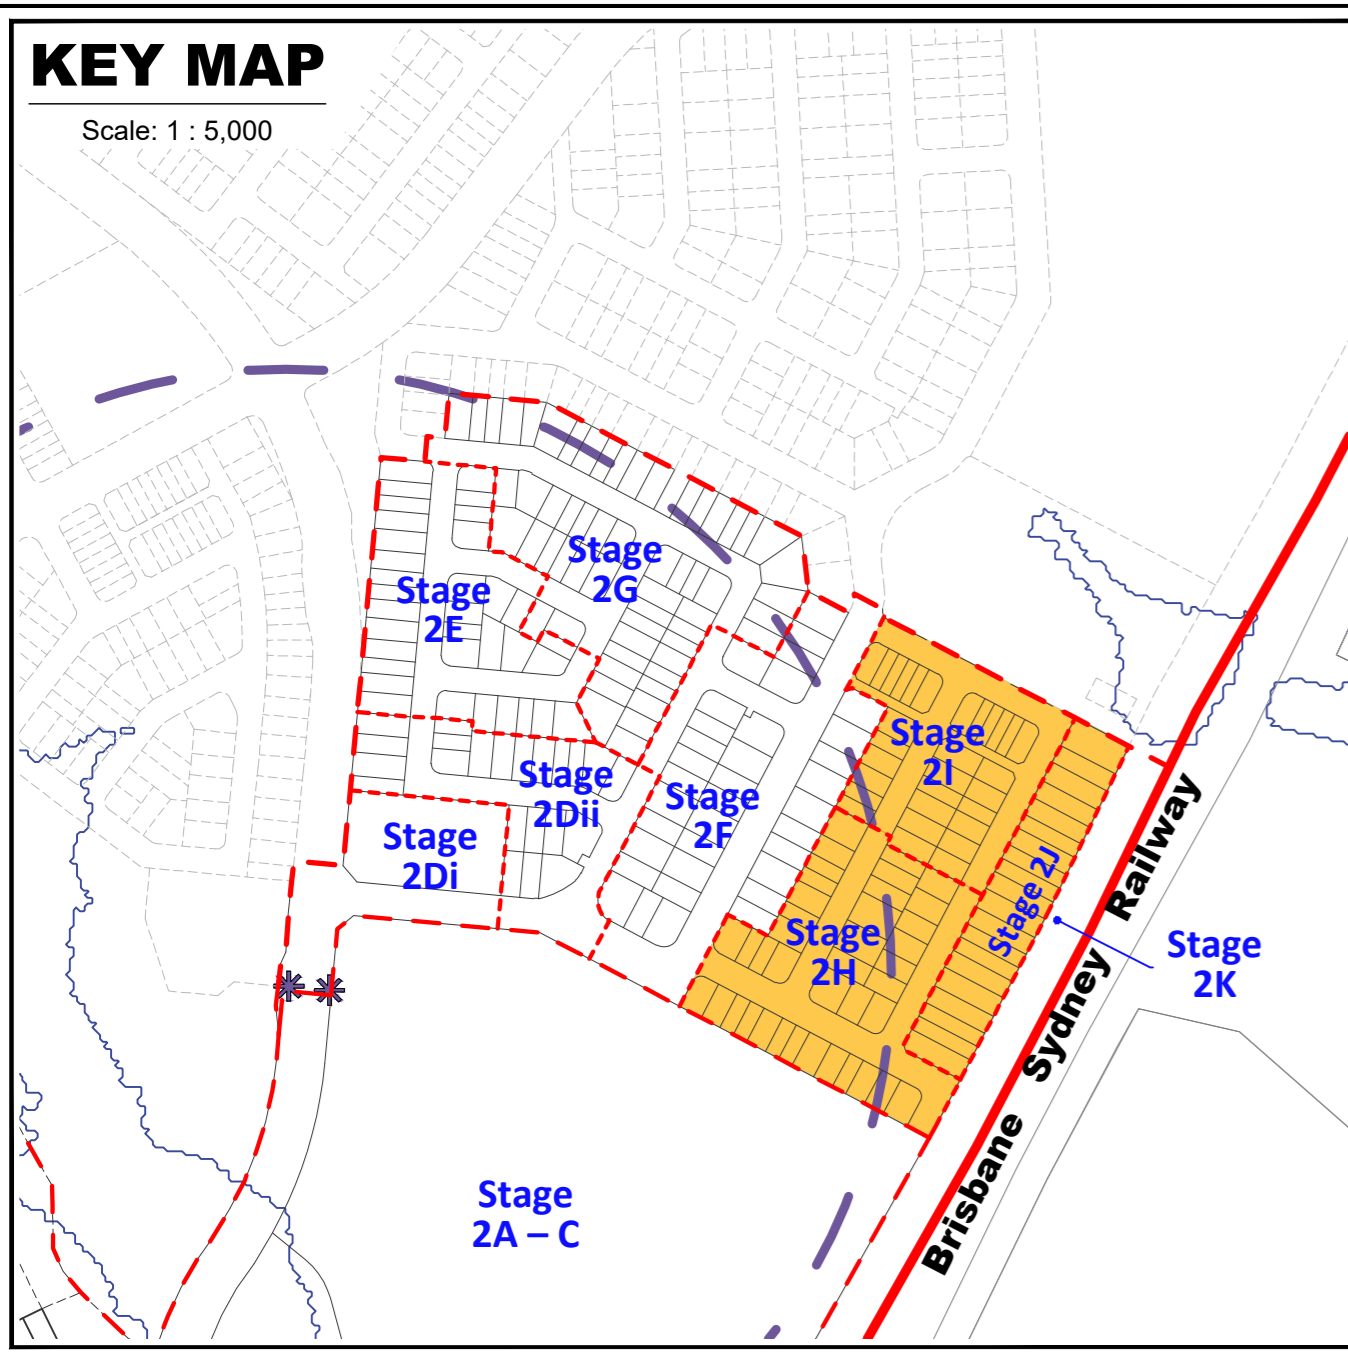 KEY MAP
Scale: 1 : 5,000
Stage
2G
Stage
2E
Stage
2I
Stage
2Dii
Stage
2F
Stage
2Di
Stage 2J
Stage
2H
Stage
2K
Brisbane Sydney Railway
Stage
2A – C